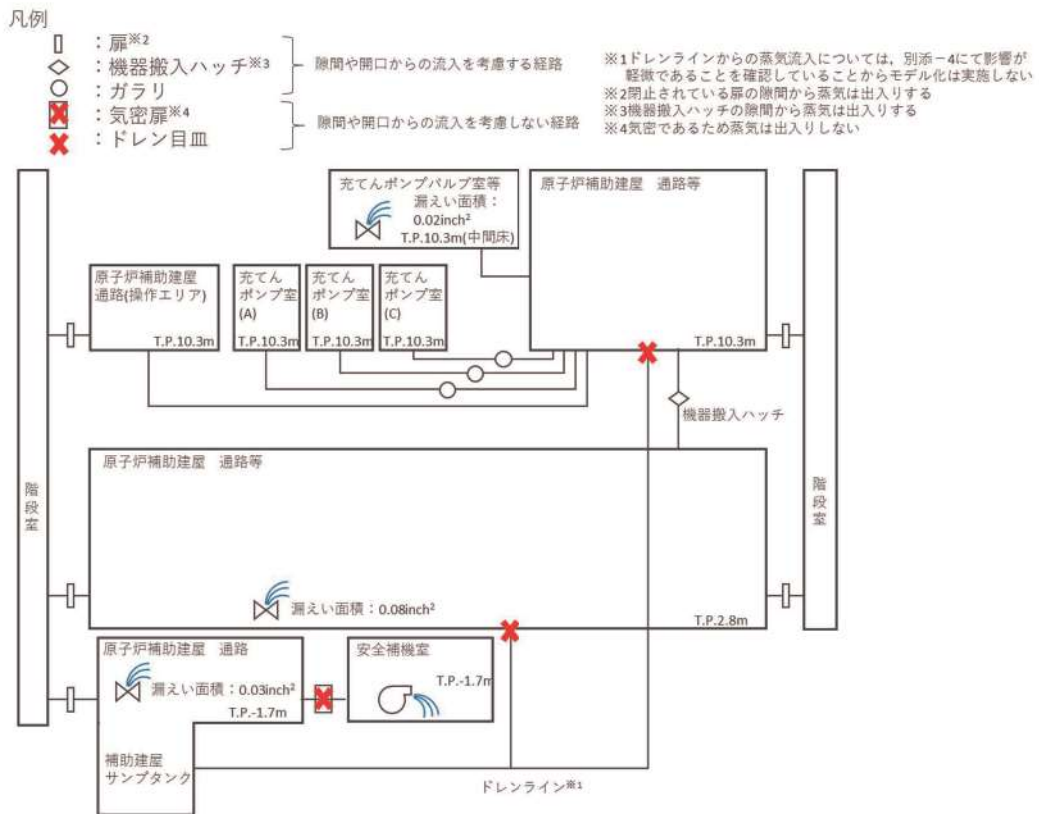 凡例
：扉※2
：機器搬入ハッチ※3
：ガラリ
隙間や開口からの流入を考慮する経路
：気密扉※4
：ドレン目皿
隙間や開口からの流入を考慮しない経路
※1ドレンラインからの蒸気流入については，別添－4にて影響が
軽微であることを確認していることからモデル化は実施しない
※2閉止されている扉の隙間から蒸気は出入りする
※3機器搬入ハッチの隙間から蒸気は出入りする
※4気密であるため蒸気は出入りしない
充てんポンプバルブ室等
漏えい面積：
0.02inch²
T.P.10.3m(中間床)
原子炉補助建屋　通路等
T.P.10.3m
原子炉補助建屋
通路(操作エリア)
T.P.10.3m
充てん
ポンプ室
(A)
T.P.10.3m
充てん
ポンプ室
(B)
T.P.10.3m
充てん
ポンプ室
(C)
T.P.10.3m
機器搬入ハッチ
階段室
原子炉補助建屋　通路等
漏えい面積：0.08inch²
T.P.2.8m
階段室
原子炉補助建屋　通路
漏えい面積：0.03inch²
T.P.-1.7m
安全補機室
T.P.-1.7m
補助建屋
サンプタンク
ドレンライン※1